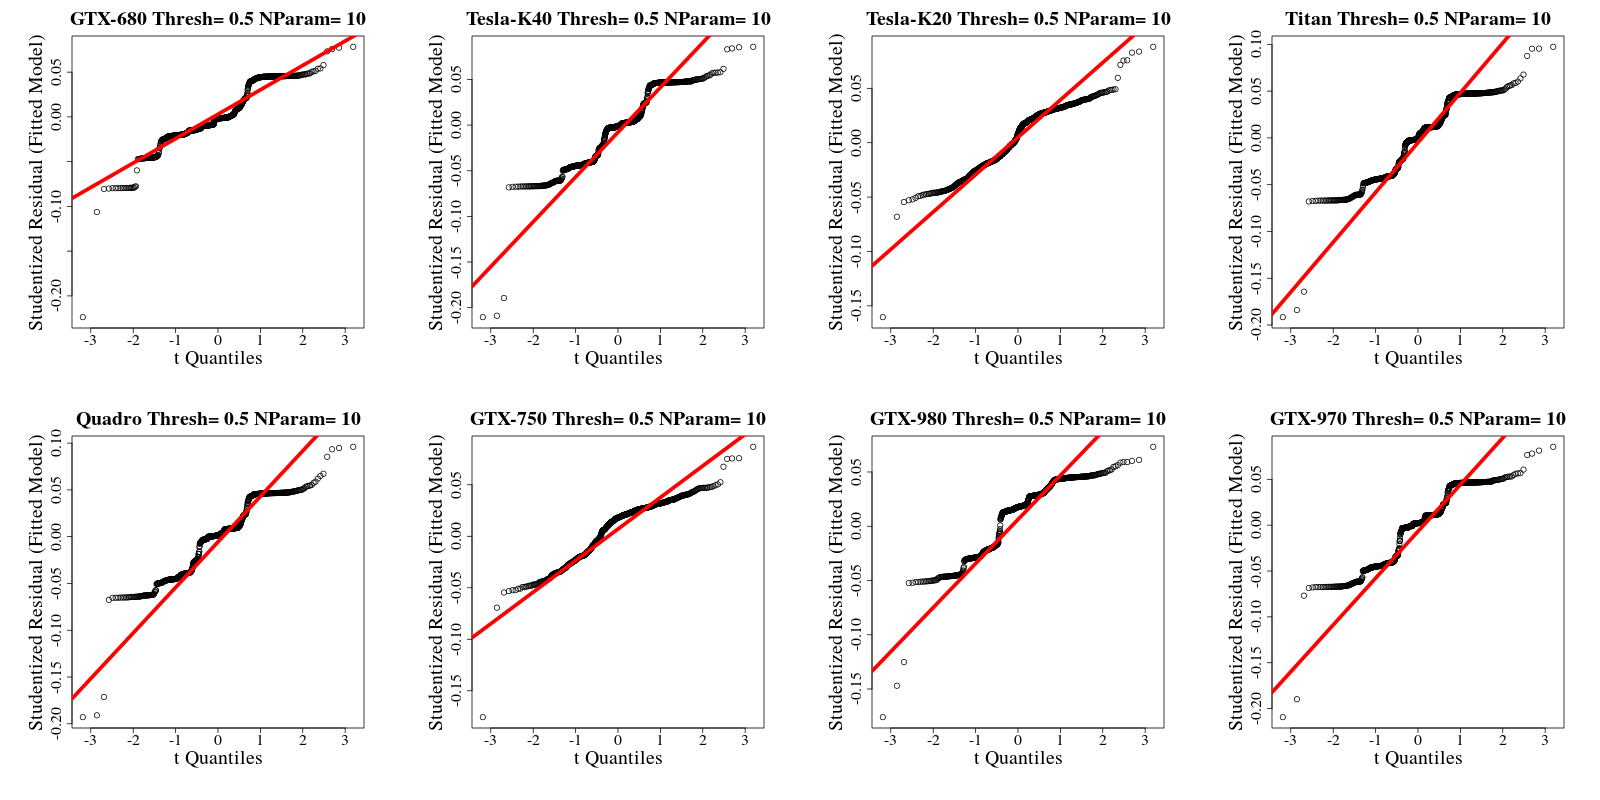 GTX-680 Thresh= 0.5 NParam= 10
Studentized Residual (Fitted Model)
0.05
0.00
-0.10
-0.20
-3 -2 -1 0 1 2 3
t Quantiles
Tesla-K40 Thresh= 0.5 NParam= 10
Studentized Residual (Fitted Model)
0.05
0.00
-0.05
-0.10
-0.15
-0.20
-3 -2 -1 0 1 2 3
t Quantiles
Tesla-K20 Thresh= 0.5 NParam= 10
Studentized Residual (Fitted Model)
0.05
0.00
-0.05
-0.10
-0.15
-3 -2 -1 0 1 2 3
t Quantiles
Titan Thresh= 0.5 NParam= 10
Studentized Residual (Fitted Model)
0.10
0.05
0.00
-0.05
-0.10
-0.15
-0.20
-3 -2 -1 0 1 2 3
t Quantiles
Quadro Thresh= 0.5 NParam= 10
Studentized Residual (Fitted Model)
0.10
0.05
0.00
-0.05
-0.10
-0.15
-0.20
-3 -2 -1 0 1 2 3
t Quantiles
GTX-750 Thresh= 0.5 NParam= 10
Studentized Residual (Fitted Model)
0.05
0.00
-0.05
-0.10
-0.15
-3 -2 -1 0 1 2 3
t Quantiles
GTX-980 Thresh= 0.5 NParam= 10
Studentized Residual (Fitted Model)
0.05
0.00
-0.05
-0.10
-0.15
-3 -2 -1 0 1 2 3
t Quantiles
GTX-970 Thresh= 0.5 NParam= 10
Studentized Residual (Fitted Model)
0.05
0.00
-0.05
-0.10
-0.15
-0.20
-3 -2 -1 0 1 2 3
t Quantiles